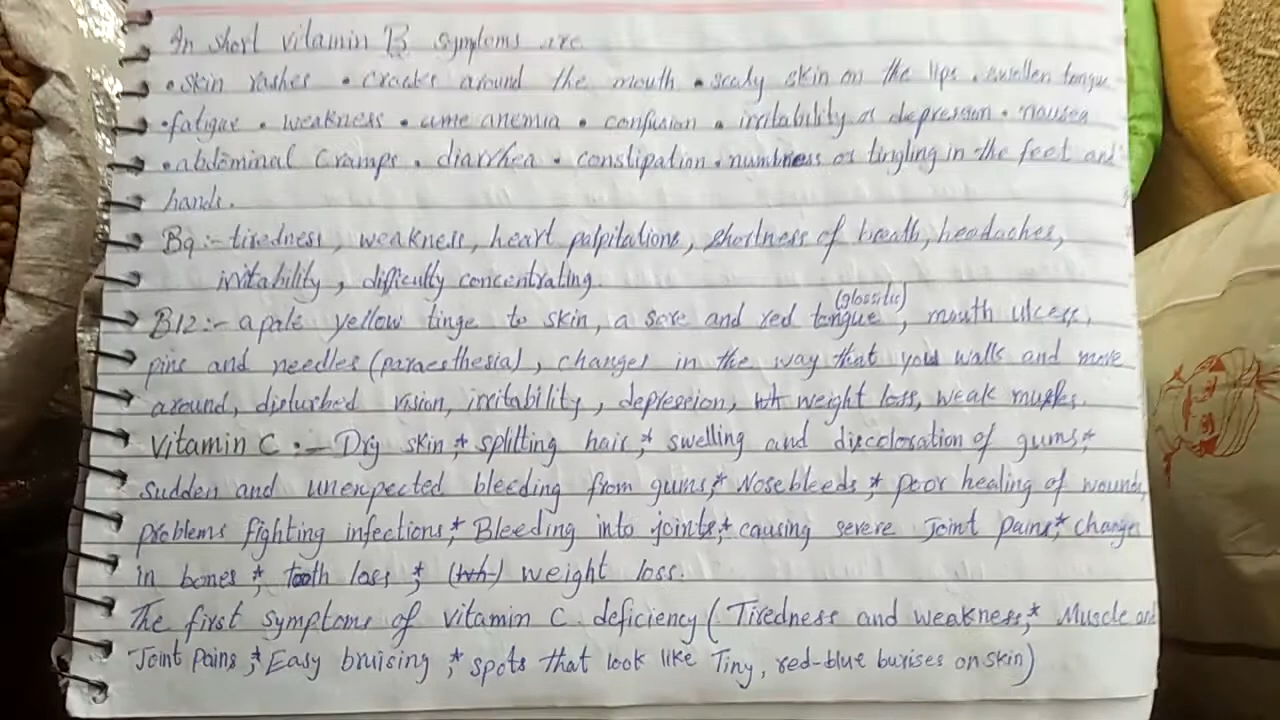 In short vitamin B symptoms are
• skin rashes • cracks around the mouth • scaly skin on the lips • swollen tongue
• fatigue • weakness • anemia • confusion • irritability or depression • nausea
• abdominal cramps • diarrhea • constipation • numbness or tingling in the feet and
hands.
B9 :- tiredness, weakness, heart palpitations, shortness of breath, headaches,
irritability, difficulty concentrating.
(glossitis)
B12 :- a pale yellow tinge to skin, a sore and red tongue, mouth ulcers,
pins and needles (paraesthesia), changes in the way that you walks and move
around, disturbed vision, irritability, depression, weight loss, weak muscles.
Vitamin C :- Dry skin,* splitting hair,* swelling and discoloration of gums*
sudden and unexpected bleeding from gums,* Nosebleeds,* poor healing of wounds,
problems fighting infections,* Bleeding into joints,* causing severe Joint pains,* changes
in bones,* tooth loss,* weight loss.
The first symptoms of vitamin C deficiency (Tiredness and weakness,* Muscle and
Joint pains,* Easy bruising,* spots that look like Tiny, red-blue burises on skin)